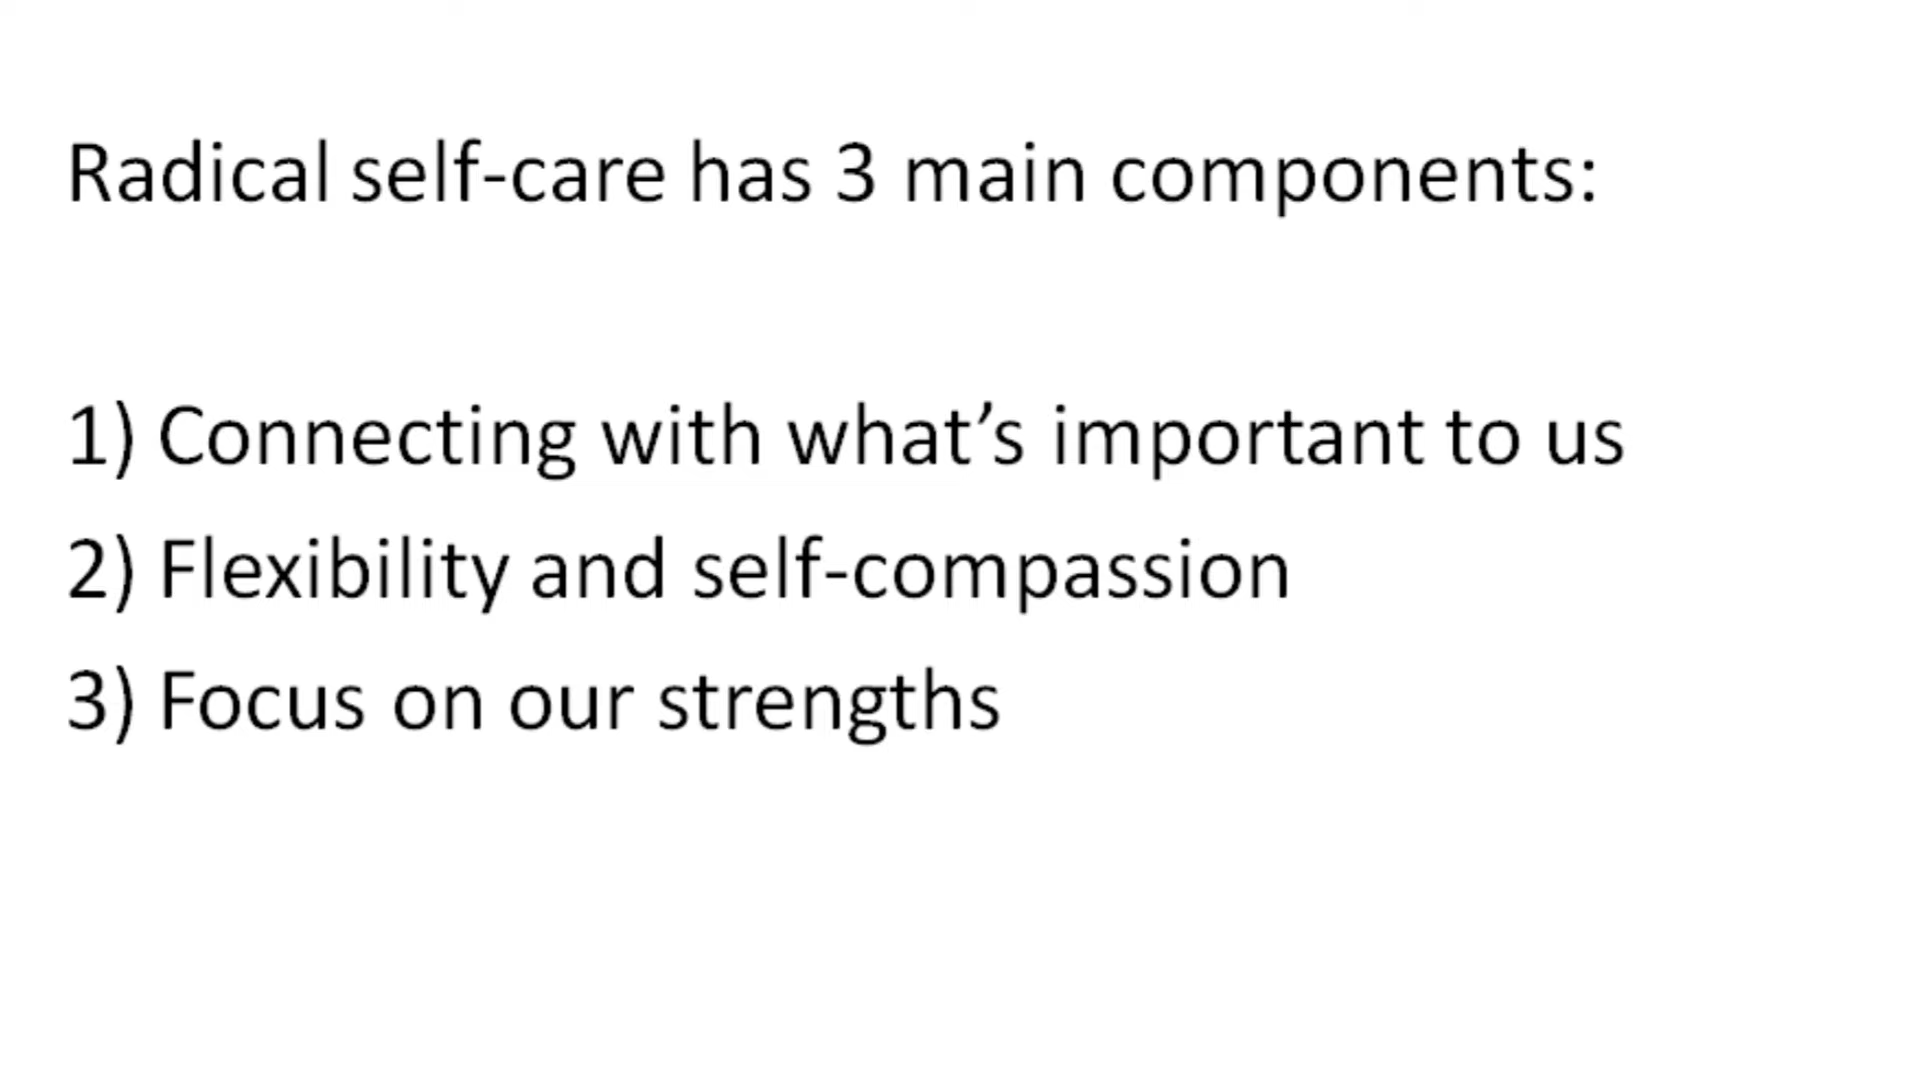 Radical self-care has 3 main components:
1) Connecting with what’s important to us
2) Flexibility and self-compassion
3) Focus on our strengths